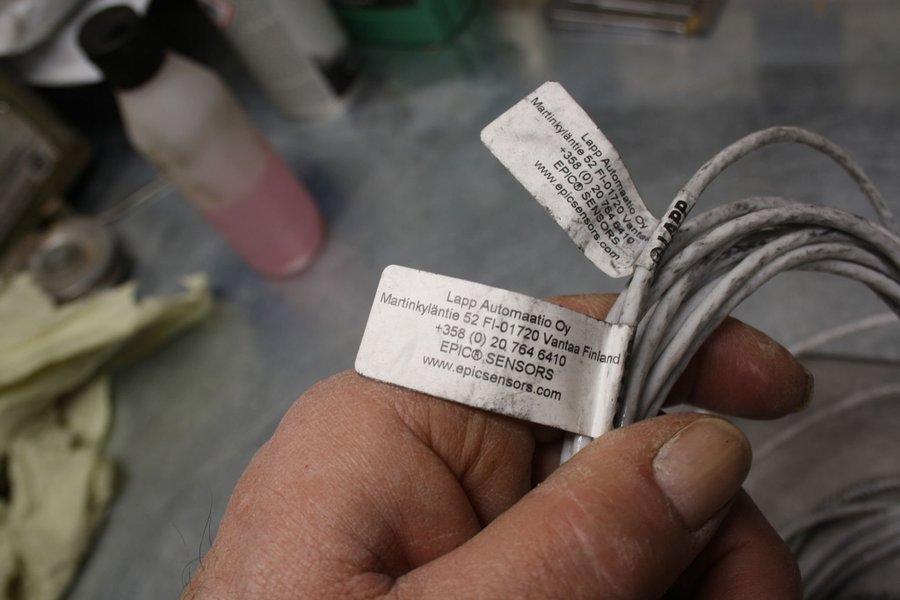 Martinkyläntie 52 FI-01720 Vantaa
Lapp Automaatio Oy
+358 (0) 20 764 6410
EPIC® SENSORS
www.epicsensors.com
LAPP
Lapp Automaatio Oy
Martinkyläntie 52 FI-01720 Vantaa Finland
+358 (0) 20 764 6410
EPIC® SENSORS
www.epicsensors.com